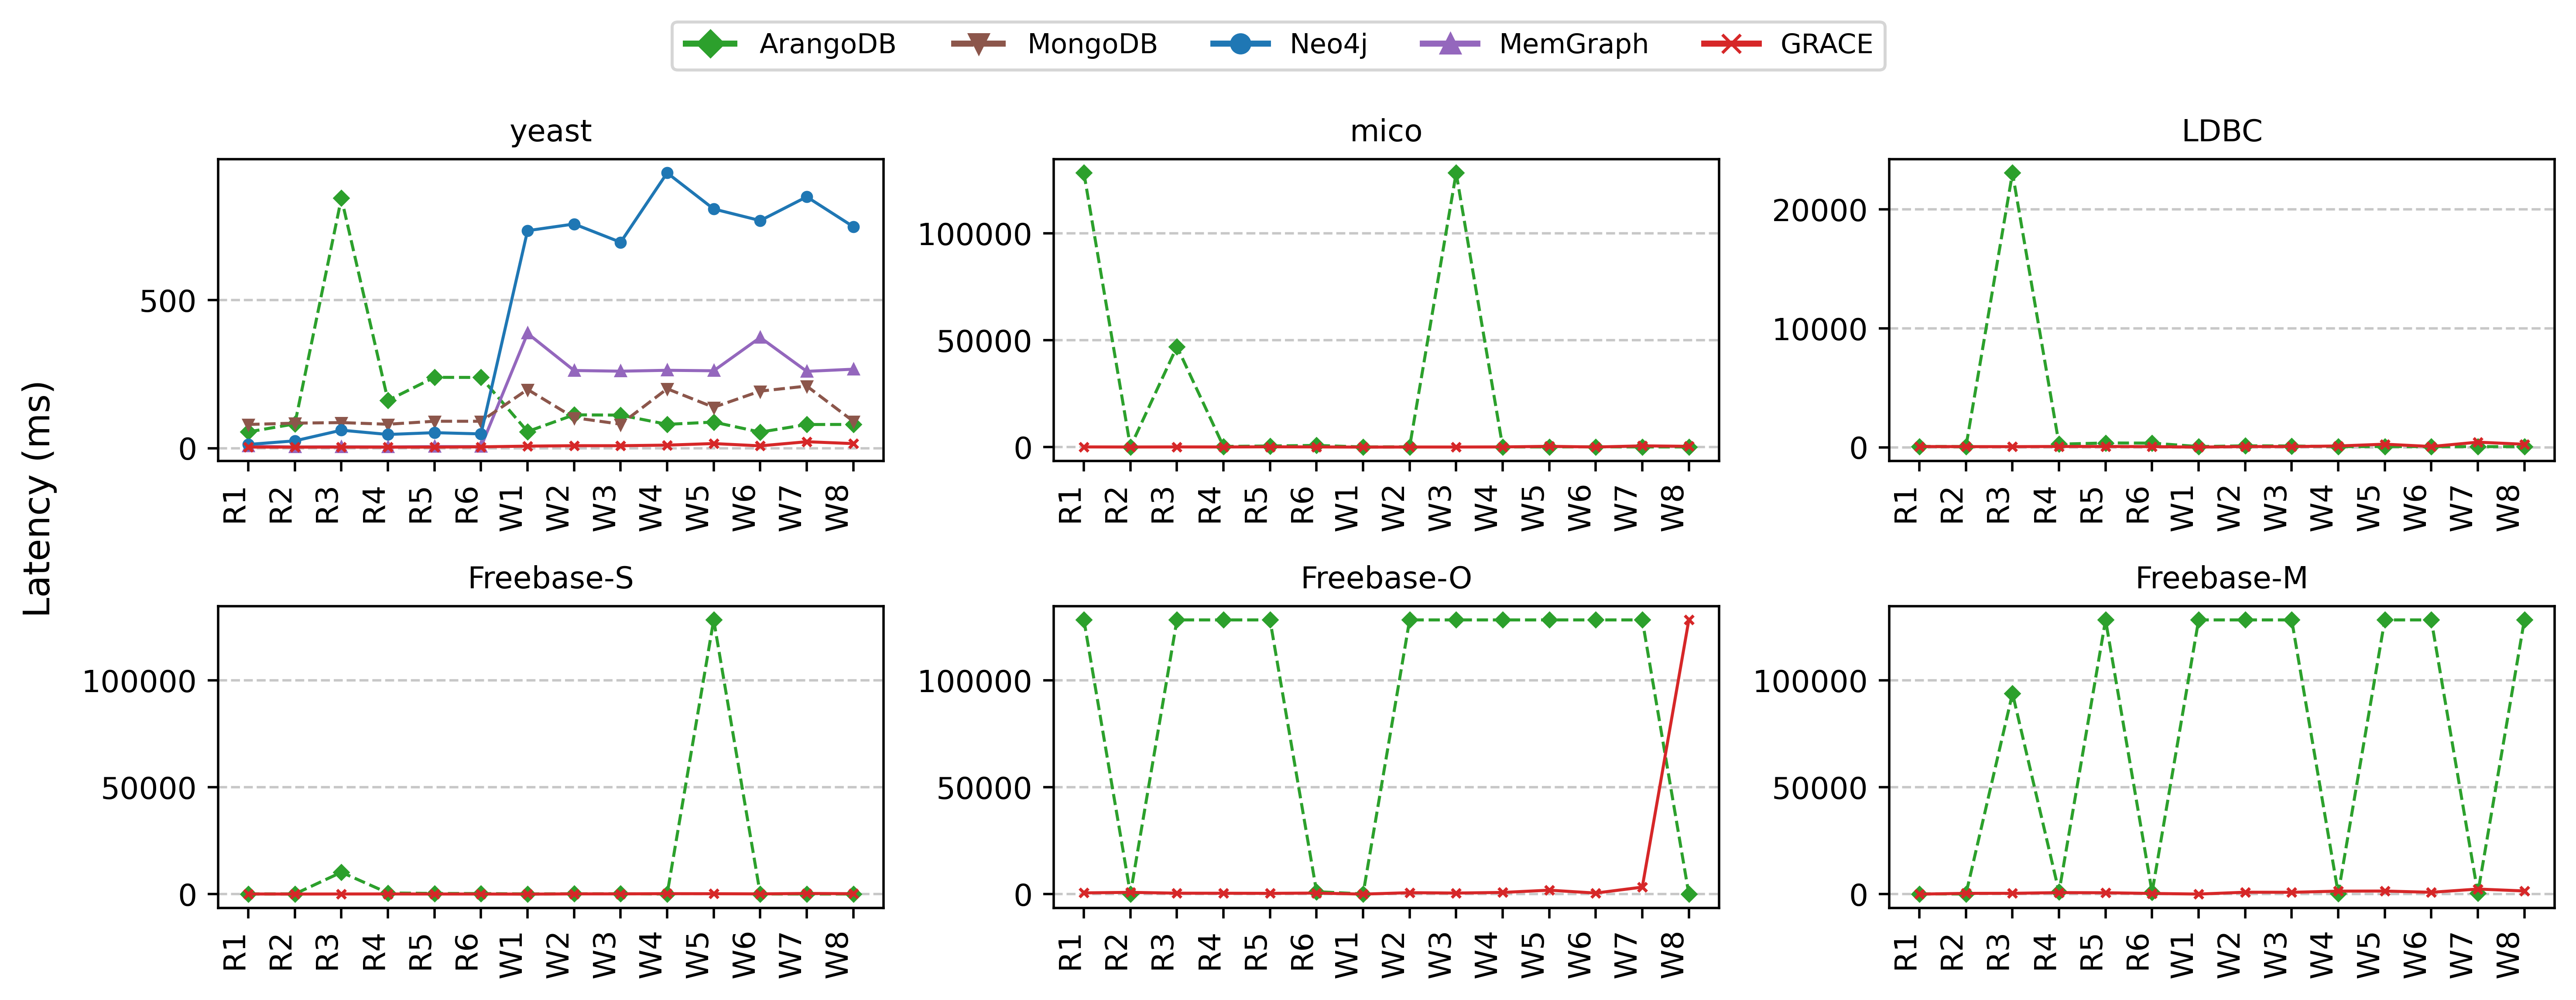 ArangoDB MongoDB Neo4j MemGraph GRACE
Latency (ms)
yeast
500
0
R1 R2 R3 R4 R5 R6 W1 W2 W3 W4 W5 W6 W7 W8
mico
100000
50000
0
R1 R2 R3 R4 R5 R6 W1 W2 W3 W4 W5 W6 W7 W8
LDBC
20000
10000
0
R1 R2 R3 R4 R5 R6 W1 W2 W3 W4 W5 W6 W7 W8
Freebase-S
100000
50000
0
R1 R2 R3 R4 R5 R6 W1 W2 W3 W4 W5 W6 W7 W8
Freebase-O
100000
50000
0
R1 R2 R3 R4 R5 R6 W1 W2 W3 W4 W5 W6 W7 W8
Freebase-M
100000
50000
0
R1 R2 R3 R4 R5 R6 W1 W2 W3 W4 W5 W6 W7 W8